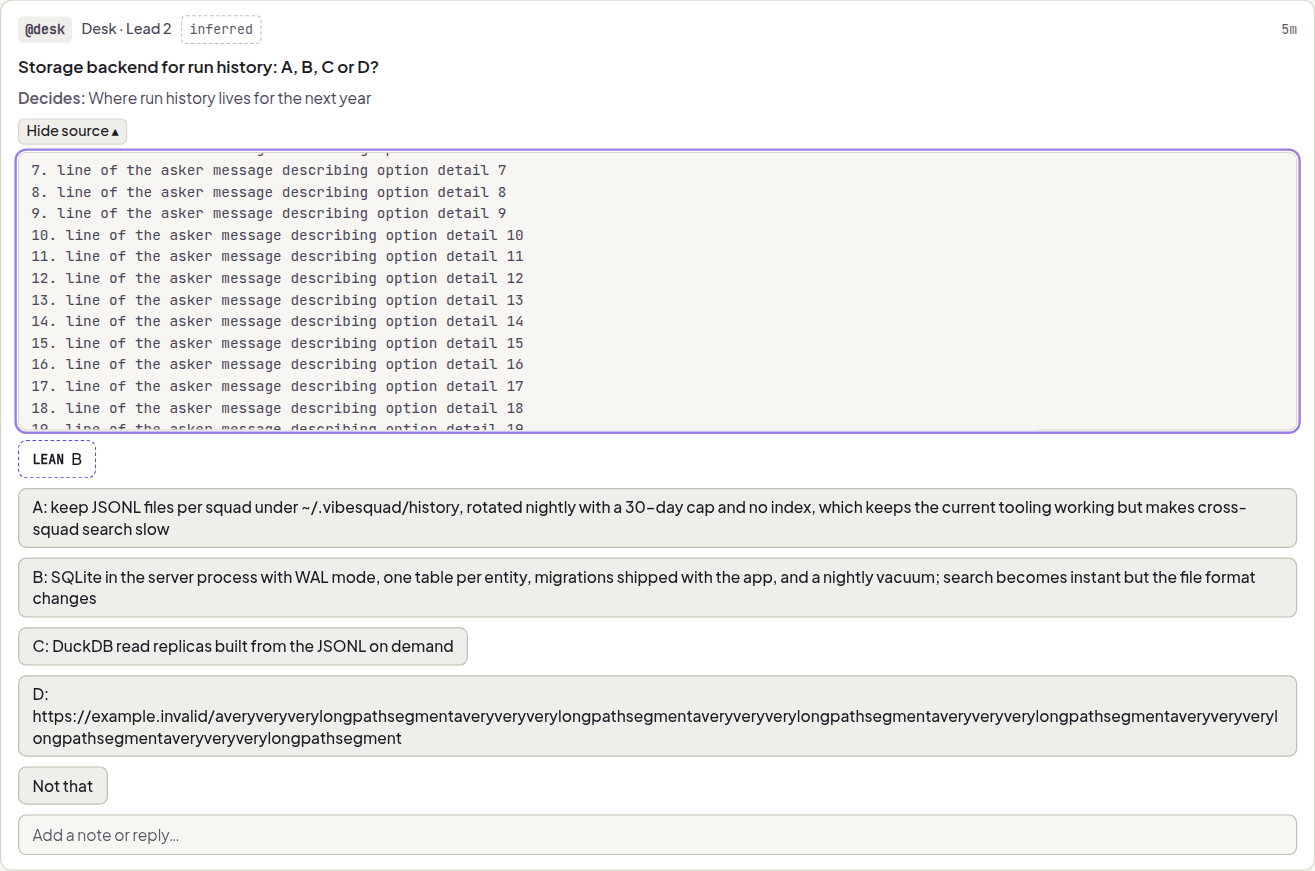 @desk Desk · Lead 2 inferred 5m
Storage backend for run history: A, B, C or D?
Decides: Where run history lives for the next year
Hide source ▴
7. line of the asker message describing option detail 7
8. line of the asker message describing option detail 8
9. line of the asker message describing option detail 9
10. line of the asker message describing option detail 10
11. line of the asker message describing option detail 11
12. line of the asker message describing option detail 12
13. line of the asker message describing option detail 13
14. line of the asker message describing option detail 14
15. line of the asker message describing option detail 15
16. line of the asker message describing option detail 16
17. line of the asker message describing option detail 17
18. line of the asker message describing option detail 18
19. line of the asker message describing option detail 19
LEAN B
A: keep JSONL files per squad under ~/.vibesquad/history, rotated nightly with a 30-day cap and no index, which keeps the current tooling working but makes cross-
squad search slow
B: SQLite in the server process with WAL mode, one table per entity, migrations shipped with the app, and a nightly vacuum; search becomes instant but the file format
changes
C: DuckDB read replicas built from the JSONL on demand
D:
https://example.invalid/averyveryverylongpathsegmentaveryveryverylongpathsegmentaveryveryverylongpathsegmentaveryveryverylongpathsegmentaveryveryveryl
ongpathsegmentaveryveryverylongpathsegment
Not that
Add a note or reply…